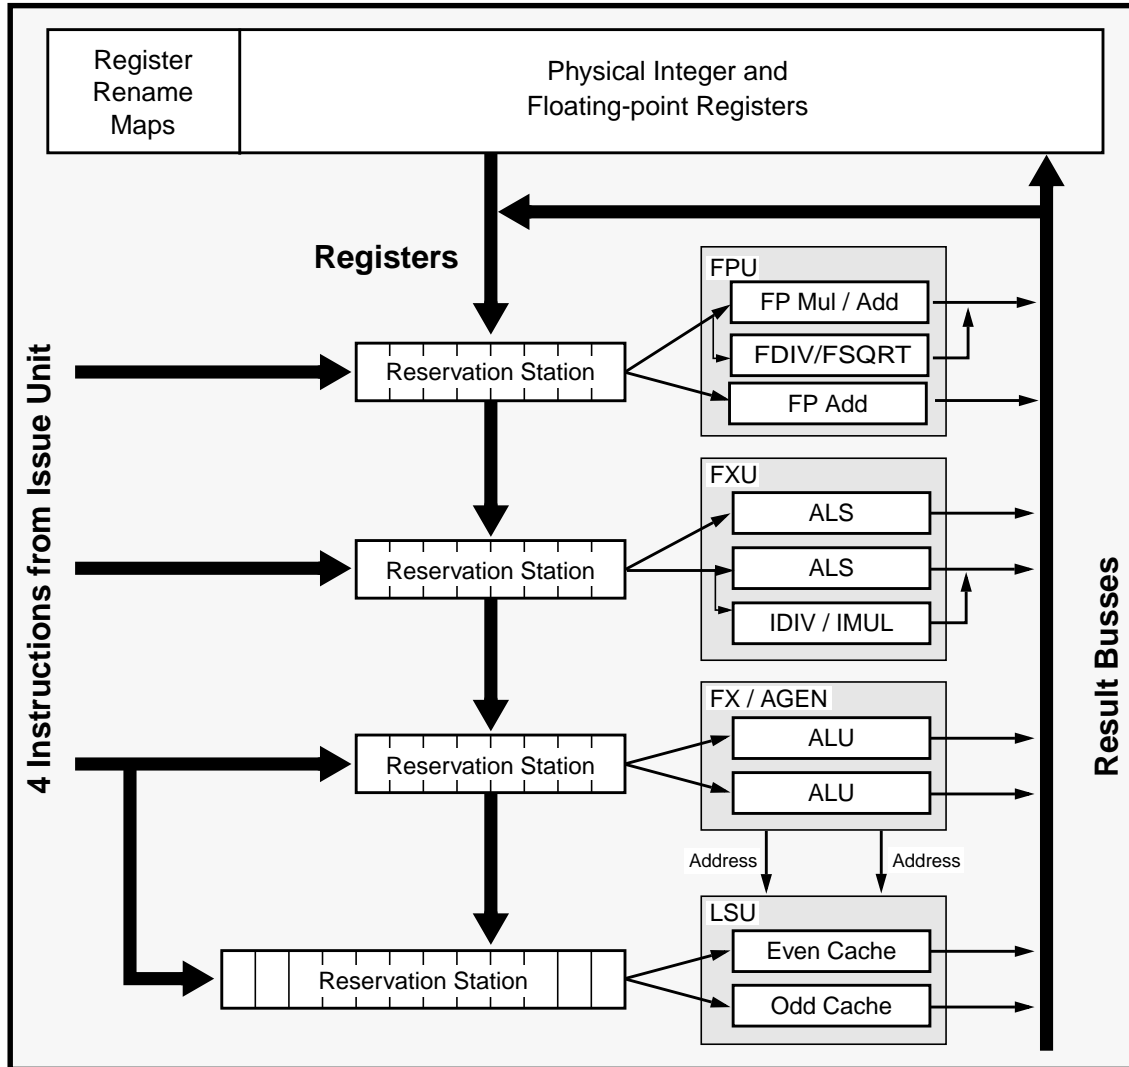 Register
Rename
Maps
Physical Integer and
Floating-point Registers
Registers
4 Instructions from Issue Unit
Result Busses
Reservation Station
FPU
FP Mul / Add
FDIV/FSQRT
FP Add
Reservation Station
FXU
ALS
ALS
IDIV / IMUL
Reservation Station
FX / AGEN
ALU
ALU
Address
Address
Reservation Station
LSU
Even Cache
Odd Cache